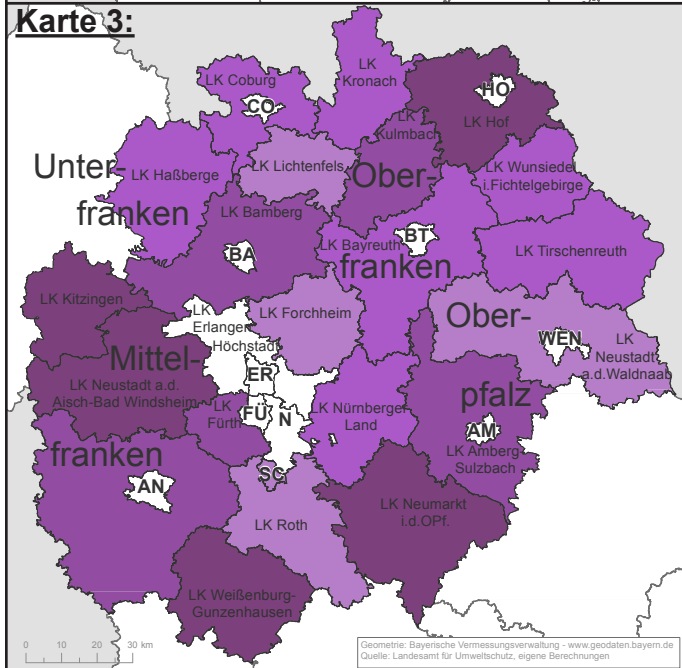 Karte 3:
LK
Kronach
LK Coburg
CO
HO
LK
Kulmbach
LK Hof
Unter-
franken
LK Haßberge
LK Lichtenfels
Ober-
franken
LK Wunsiedel
i.Fichtelgebirge
LK Bamberg
BA
LK Bayreuth
BT
LK Tirschenreuth
LK Kitzingen
LK
Erlangen
Höchstadt
LK Forchheim
Ober-
pfalz
WEN
LK
Neustadt
a.d.Waldnaab
Mittel-
franken
ER
LK Neustadt a.d.
Aisch-Bad Windsheim
LK
Fürth
FÜ
N
LK Nürnberger
Land
AM
LK Amberg
Sulzbach
SC
AN
LK Roth
LK Neumarkt
i.d.OPf.
LK Weißenburg-
Gunzenhausen
0 10 20 30 km
Geometrie: Bayerische Vermessungsverwaltung - www.geodaten.bayern.de
Quelle: Landesamt für Umweltschutz, eigene Berechnungen